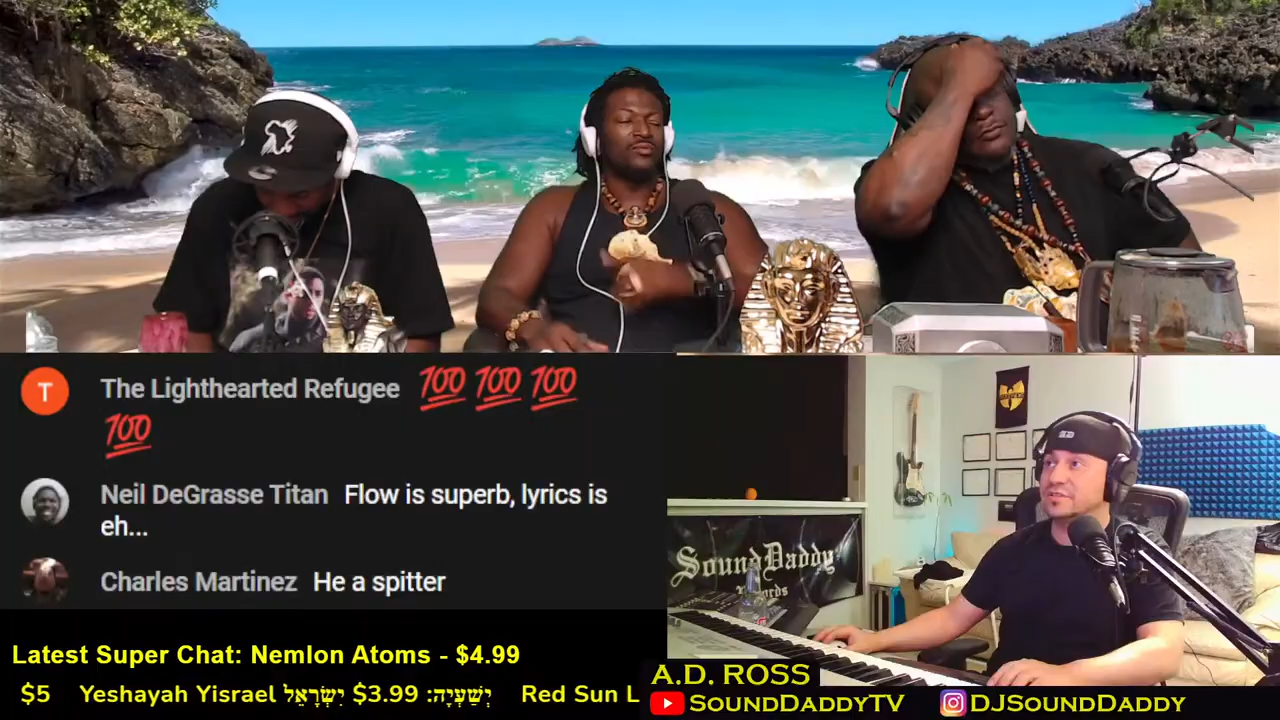 T
The Lighthearted Refugee 💯 💯 💯
💯
Neil DeGrasse Titan Flow is superb, lyrics is
eh...
Charles Martinez He a spitter
Latest Super Chat: Nemlon Atoms - $4.99
$5 Yeshayah Yisrael יְשַׁעְיָה: $3.99 יִשְׂרָאֵל Red Sun L
SoundDaddy
A.D. ROSS
SOUNDDADDYTV
DJSOUNDDADDY